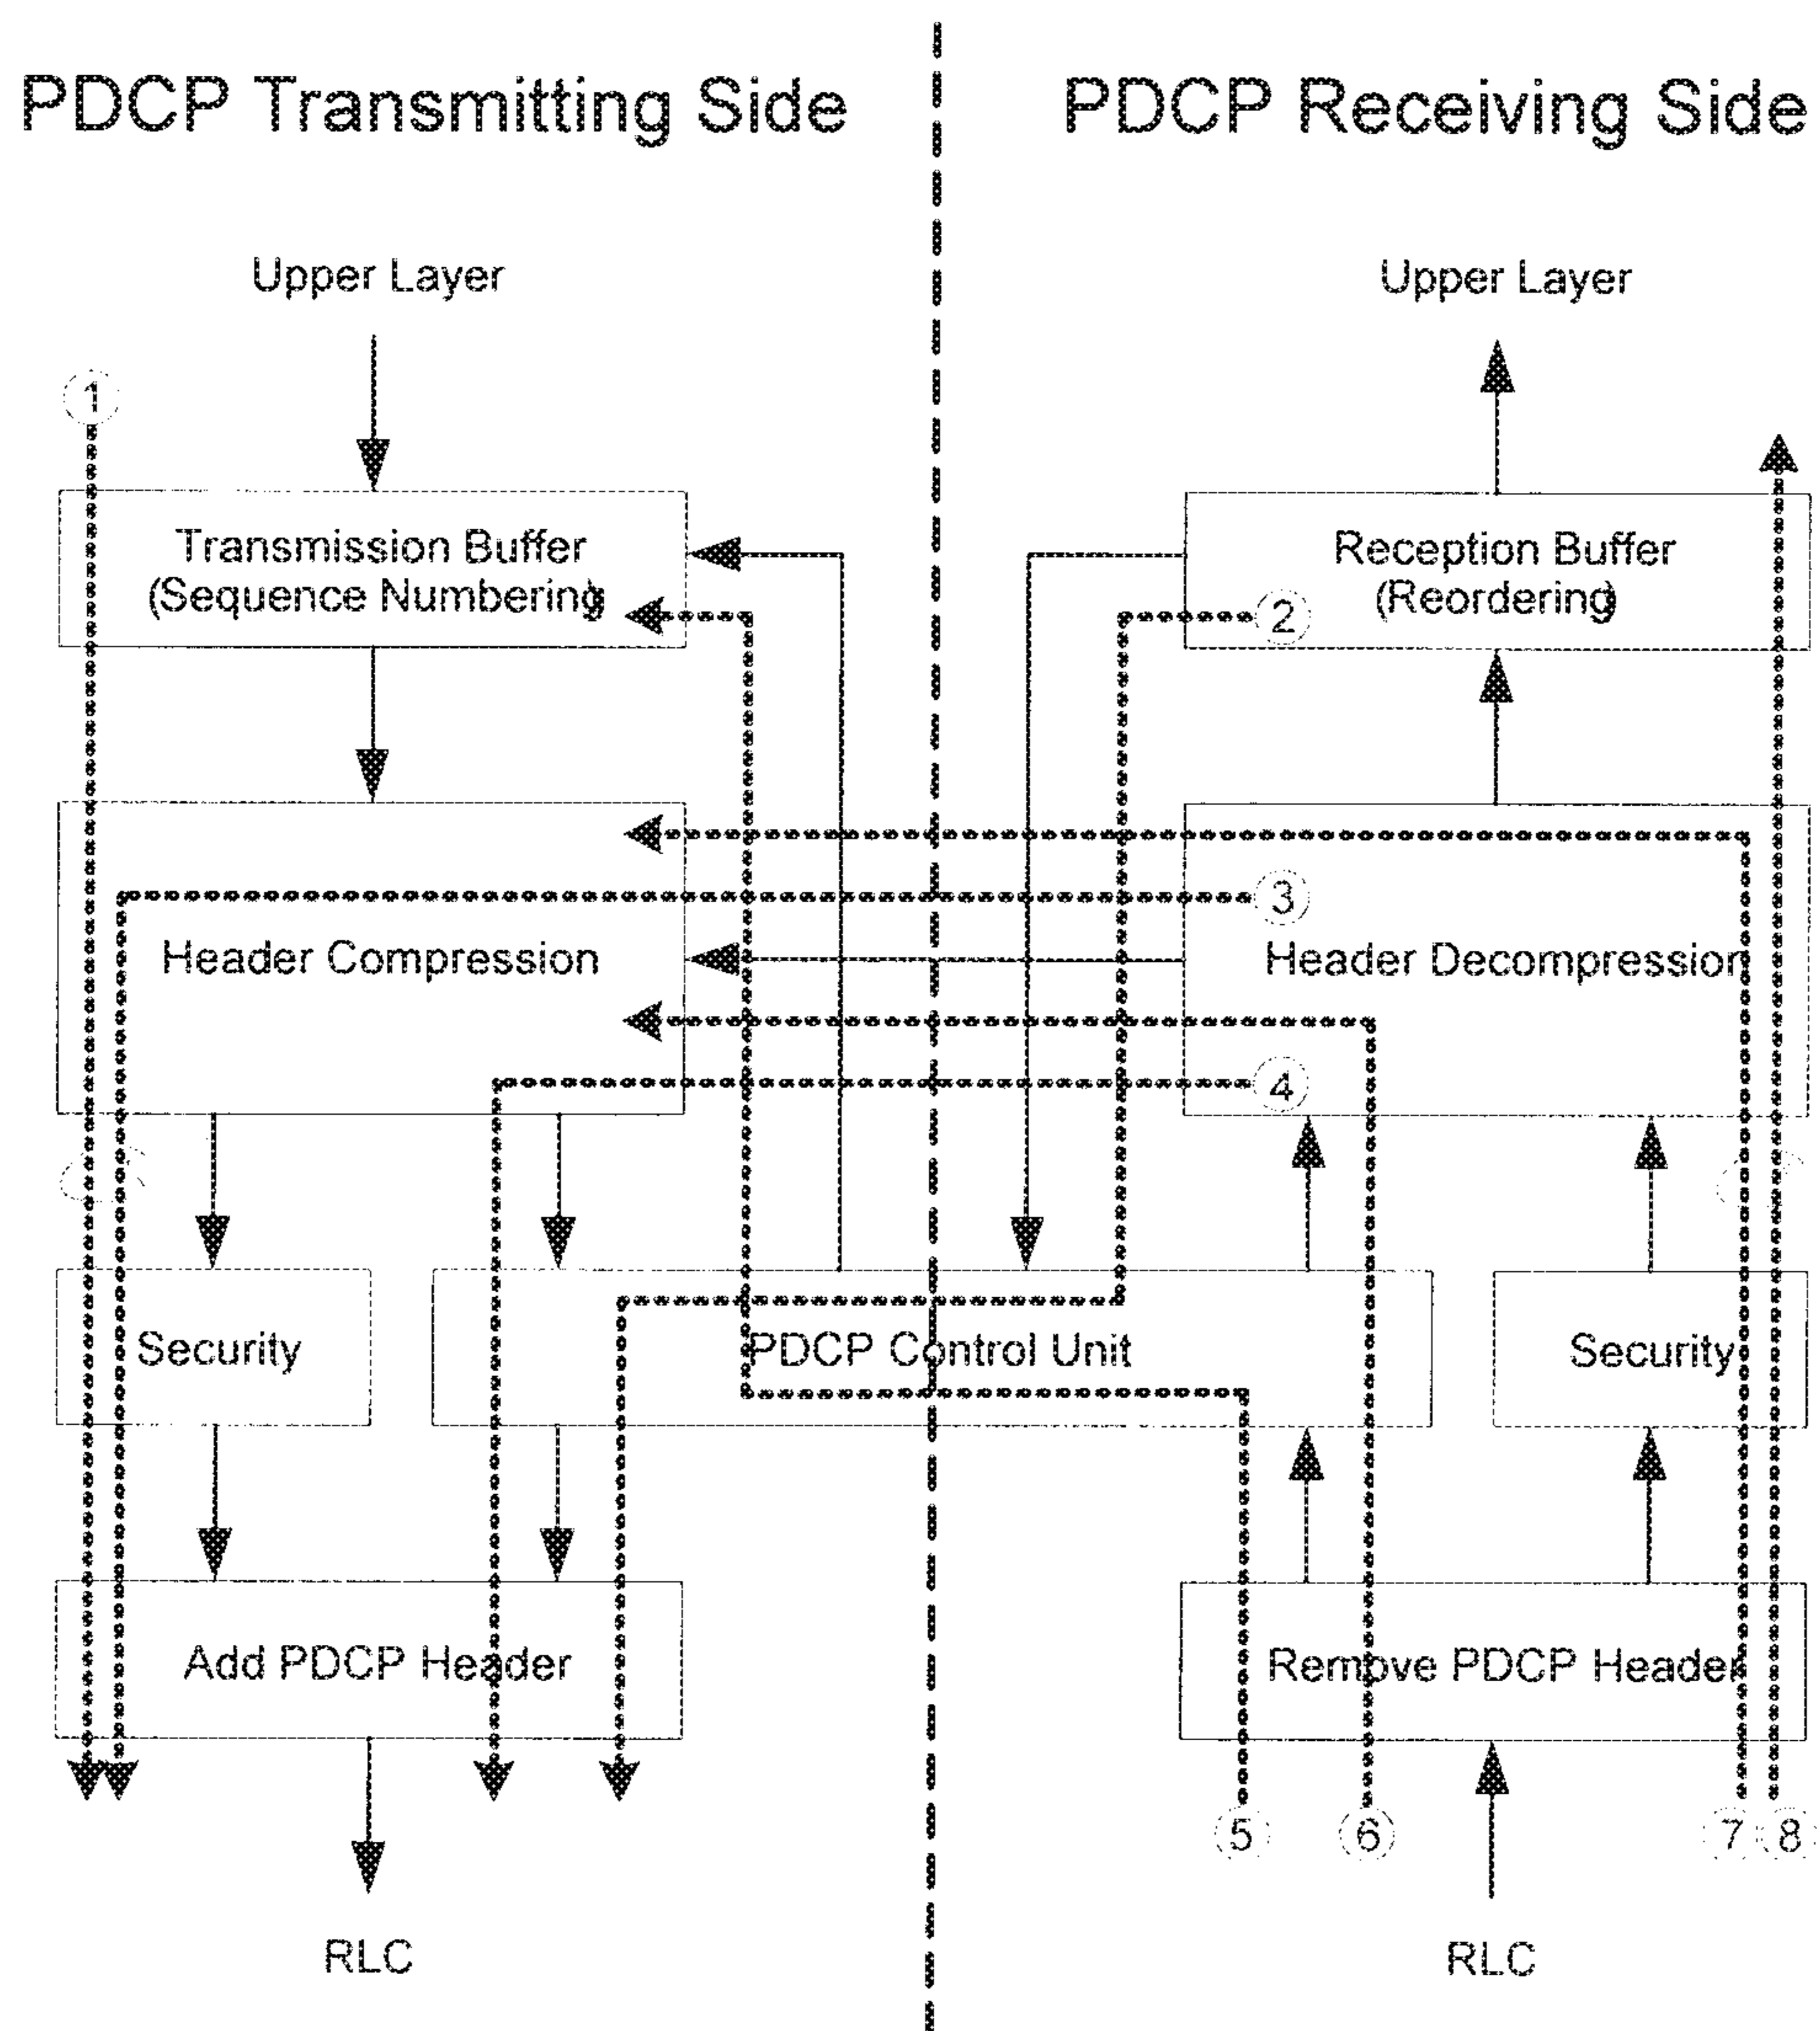 PDCP Transmitting Side
PDCP Receiving Side
Upper Layer
Upper Layer
1
Transmission Buffer
(Sequence Numbering)
Reception Buffer
(Reordering)
2
3
Header Compression
Header Decompression
4
Security
PDCP Control Unit
Security
Add PDCP Header
Remove PDCP Header
5
6
7
8
RLC
RLC